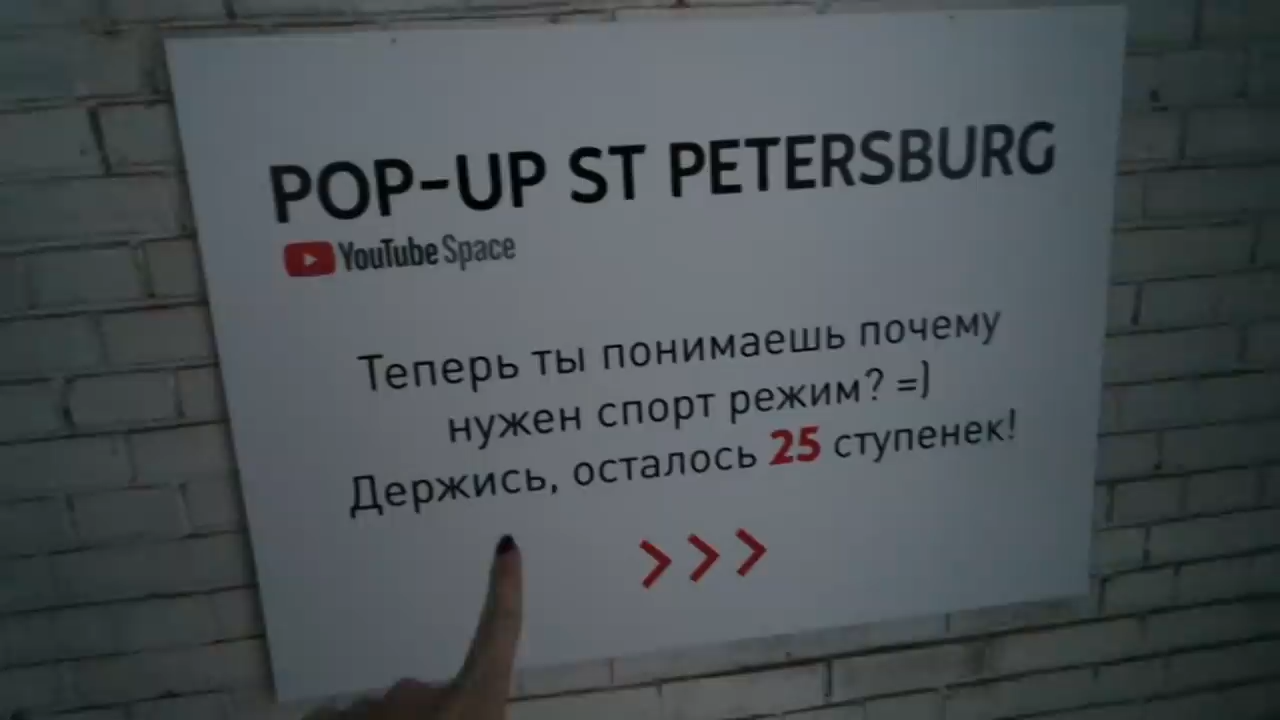 POP-UP ST PETERSBURG
YouTube Space
Теперь ты понимаешь почему
нужен спорт режим? =)
Держись, осталось 25 ступенек!
>>>